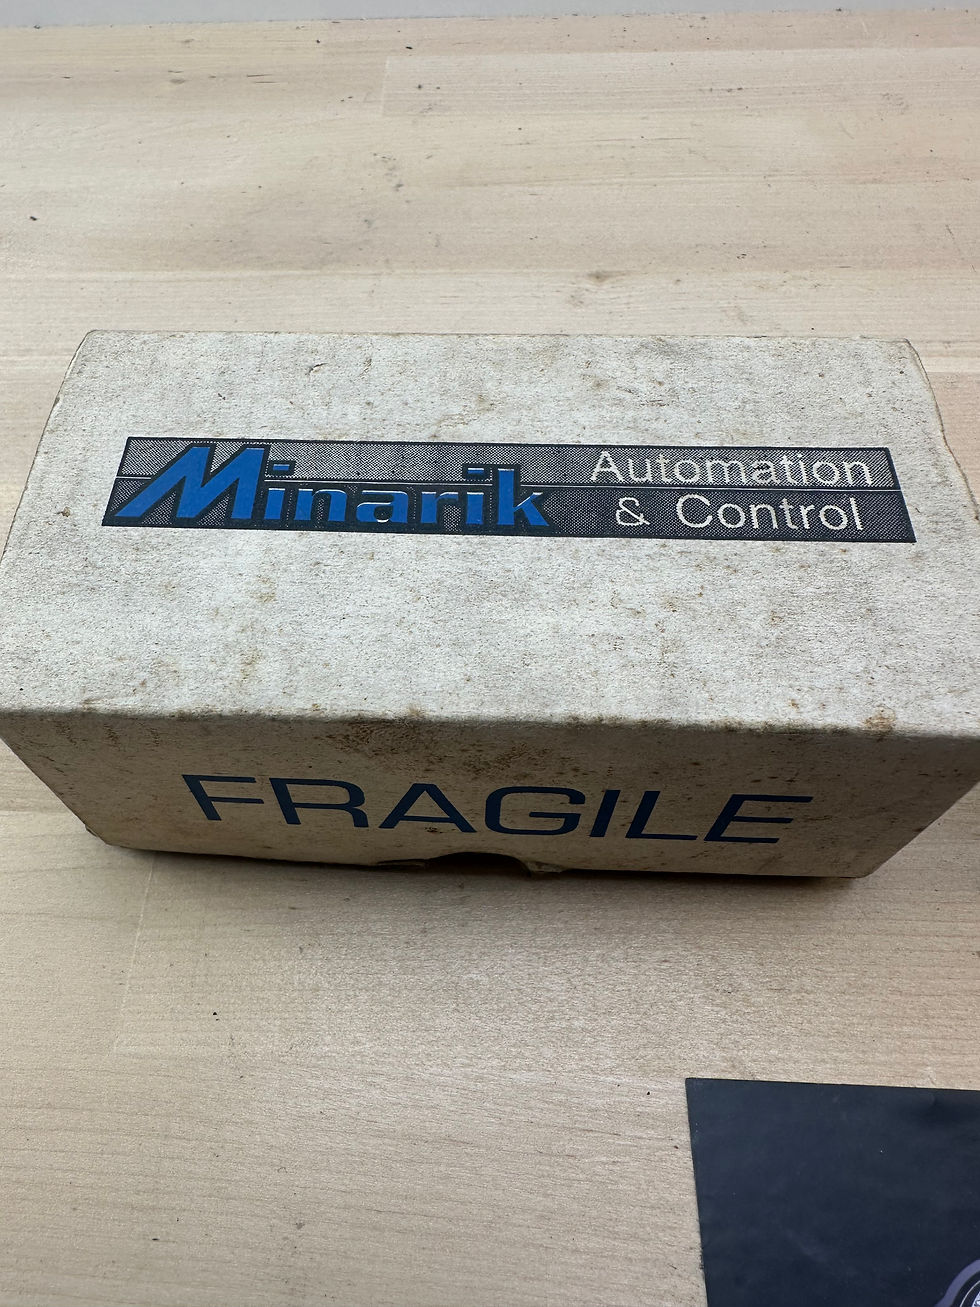 Minarik
Automation
& Control
FRAGILE